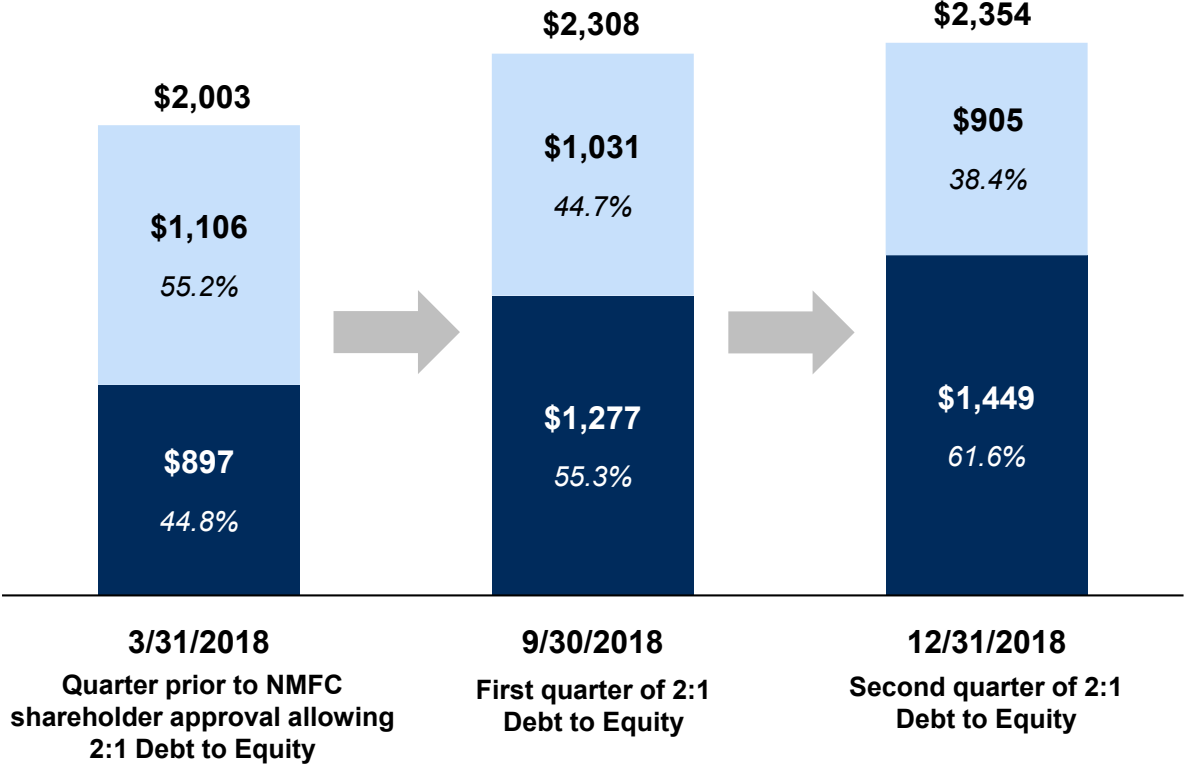 $2,003
$1,106
55.2%
$897
44.8%
3/31/2018
Quarter prior to NMFC
shareholder approval allowing
2:1 Debt to Equity
$2,308
$1,031
44.7%
$1,277
55.3%
9/30/2018
First quarter of 2:1
Debt to Equity
$2,354
$905
38.4%
$1,449
61.6%
12/31/2018
Second quarter of 2:1
Debt to Equity